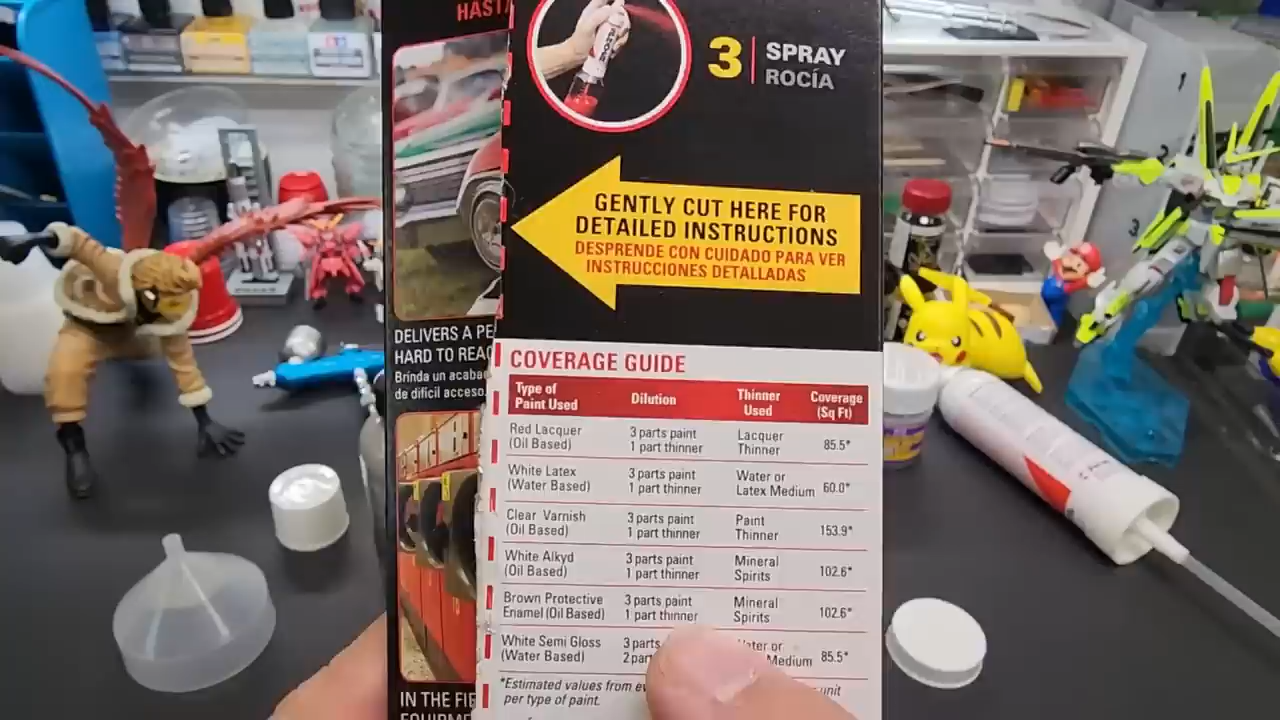 HASTA
3 SPRAY
ROCÍA
GENTLY CUT HERE FOR
DETAILED INSTRUCTIONS
DESPRENDE CON CUIDADO PARA VER
INSTRUCCIONES DETALLADAS
DELIVERS A PE
HARD TO REAC
Brinda un acaba
de difícil acceso.
IN THE FIE
EQUIPME
COVERAGE GUIDE
Type of Paint Used Dilution Thinner Used Coverage (Sq Ft)
Red Lacquer (Oil Based) 3 parts paint 1 part thinner Lacquer Thinner 85.5*
White Latex (Water Based) 3 parts paint 1 part thinner Water or Latex Medium 60.0*
Clear Varnish (Oil Based) 3 parts paint 1 part thinner Paint Thinner 153.9*
White Alkyd (Oil Based) 3 parts paint 1 part thinner Mineral Spirits 102.6*
Brown Protective Enamel (Oil Based) 3 parts paint 1 part thinner Mineral Spirits 102.6*
White Semi Gloss (Water Based) 3 parts 2 part or Medium 85.5*
*Estimated values from unit
per type of paint.